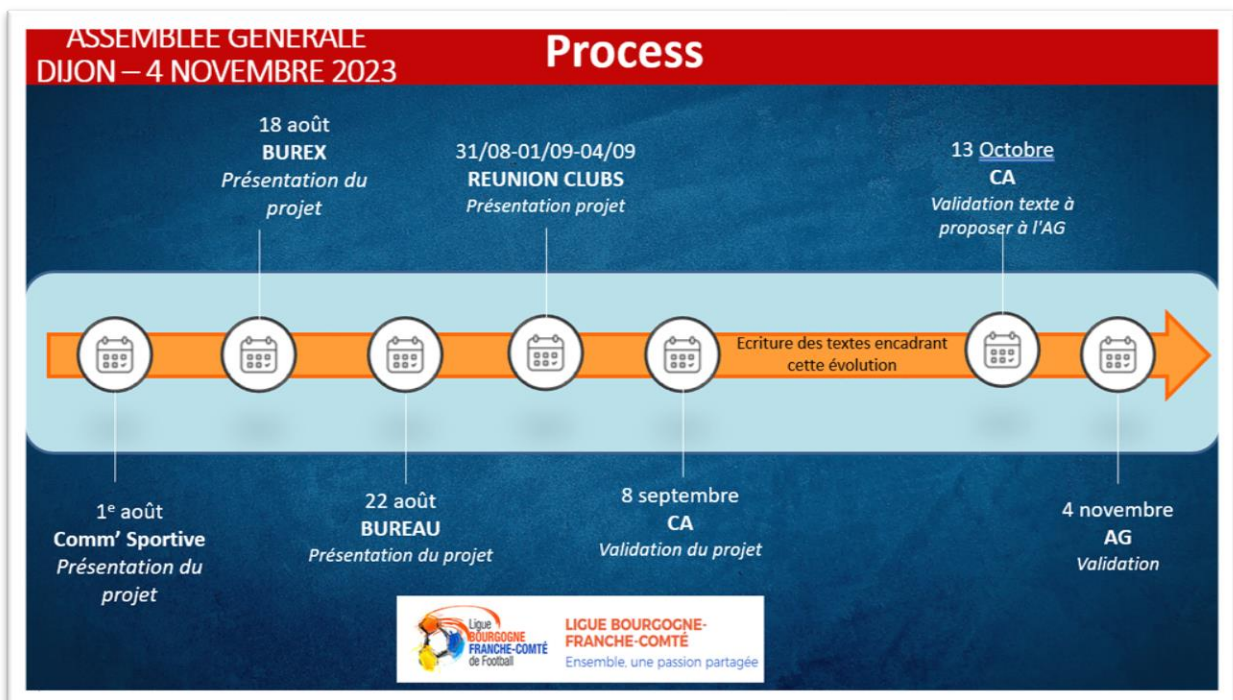 ASSEMBLEE GENERALE
DIJON – 4 NOVEMBRE 2023
Process
18 août
BUREX
Présentation du
projet
31/08-01/09-04/09
REUNION CLUBS
Présentation projet
13 Octobre
CA
Validation texte à
proposer à l'AG
Ecriture des textes encadrant
cette évolution
1e août
Comm' Sportive
Présentation du
projet
22 août
BUREAU
Présentation du projet
8 septembre
CA
Validation du projet
4 novembre
AG
Validation
Ligue
BOURGOGNE
FRANCHE-COMTÉ
de Football
LIGUE BOURGOGNE-
FRANCHE-COMTÉ
Ensemble, une passion partagée